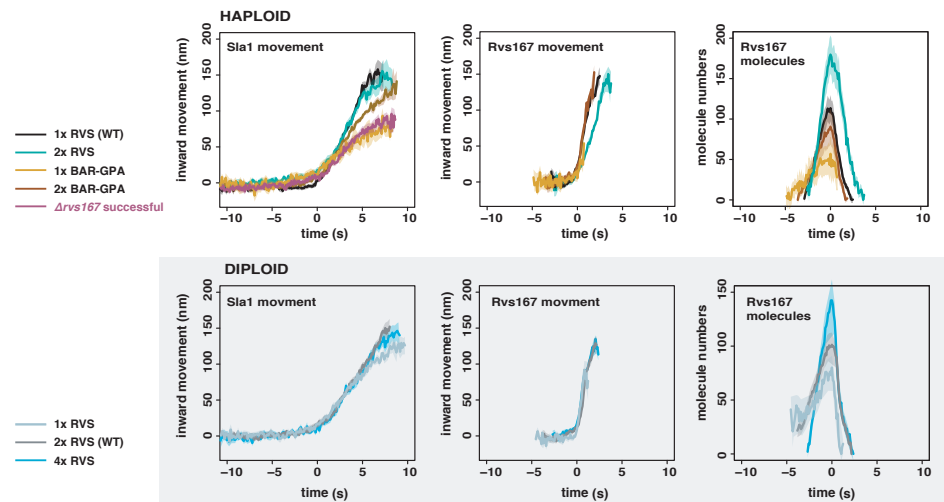 HAPLOID
Sla1 movement
inward movement (nm)
0 50 100 150 200
−10 −5 0 5 10
time (s)
Rvs167 movement
inward movement (nm)
0 50 100 150 200
−10 −5 0 5 10
time (s)
Rvs167
molecules
molecule numbers
0 50 100 150 200
−10 −5 0 5 10
time (s)
1x RVS (WT)
2x RVS
1x BAR-GPA
2x BAR-GPA
Δrvs167 successful
DIPLOID
Sla1 movment
inward movement (nm)
0 50 100 150 200
−10 −5 0 5 10
time (s)
Rvs167 movment
inward movement (nm)
0 50 100 150 200
−10 −5 0 5 10
time (s)
Rvs167
molecules
molecule numbers
0 50 100 150 200
−10 −5 0 5 10
time (s)
1x RVS
2x RVS (WT)
4x RVS